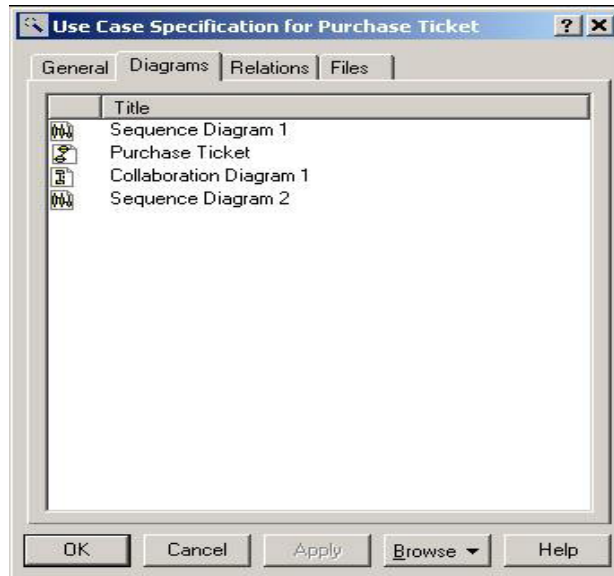 Use Case Specification for Purchase Ticket
General Diagrams Relations Files
Title
Sequence Diagram 1
Purchase Ticket
Collaboration Diagram 1
Sequence Diagram 2
OK Cancel Apply Browse Help